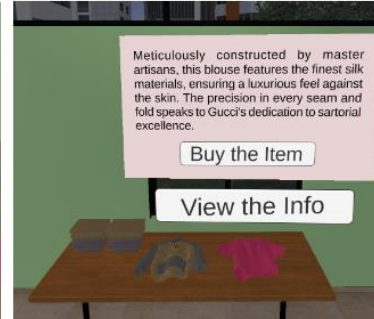 Meticulously constructed by master
artisans, this blouse features the finest silk
materials, ensuring a luxurious feel against
the skin. The precision in every seam and
fold speaks to Gucci's dedication to sartorial
excellence.
Buy the Item
View the Info